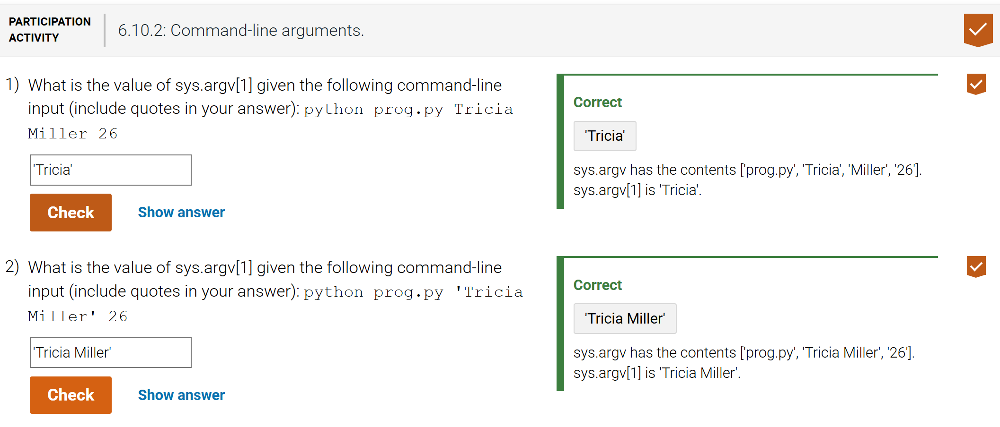 PARTICIPATION
ACTIVITY
6.10.2: Command-line arguments.
1) What is the value of sys.argv[1] given the following command-line
input (include quotes in your answer): python prog.py Tricia
Miller 26
'Tricia'
Check Show answer
Correct
'Tricia'
sys.argv has the contents ['prog.py', 'Tricia', 'Miller', '26'].
sys.argv[1] is 'Tricia'.
2) What is the value of sys.argv[1] given the following command-line
input (include quotes in your answer): python prog.py 'Tricia
Miller' 26
'Tricia Miller'
Check Show answer
Correct
'Tricia Miller'
sys.argv has the contents ['prog.py', 'Tricia Miller', '26'].
sys.argv[1] is 'Tricia Miller'.